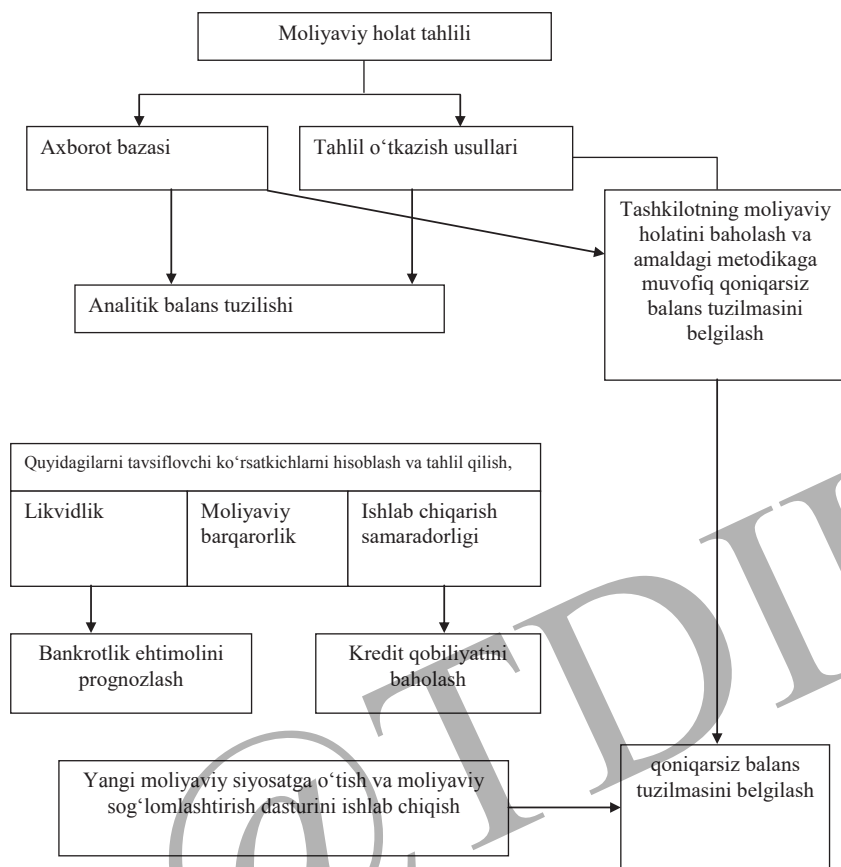 Moliyaviy holat tahlili
Axborot bazasi
Tahlil o‘tkazish usullari
Tashkilotning moliyaviy
holatini baholash va
amaldagi metodikaga
muvofiq qoniqarsiz
balans tuzilmasini
belgilash
Analitik balans tuzilishi
Quyidagilarni tavsiflovchi ko‘rsatkichlarni hisoblash va tahlil qilish,
Likvidlik
Moliyaviy
barqarorlik
Ishlab chiqarish
samaradorligi
Bankrotlik ehtimolini
prognozlash
Kredit qobiliyatini
baholash
Yangi moliyaviy siyosatga o‘tish va moliyaviy
sog‘lomlashtirish dasturini ishlab chiqish
qoniqarsiz balans
tuzilmasini belgilash